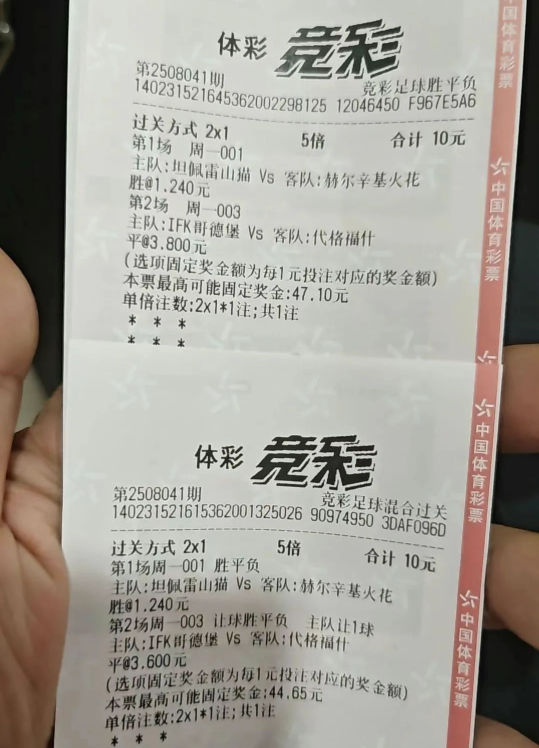 体彩 竞彩
第2508041期 竞彩足球胜平负
140231521645362002298125 12046450 F967E5A6
过关方式 2x1 5倍 合计 10元
第1场 周一001
主队:坦佩雷山猫 Vs 客队:赫尔辛基火花
胜@1.240元
第2场 周一003
主队:IFK哥德堡 Vs 客队:代格福什
平@3.800元
(选项固定奖金额为每1元投注对应的奖金额)
本票最高可能固定奖金:47.10元
单倍注数:2x1*1注;共1注
* * *
* * *
中国体育彩票
中国体育彩票
体彩 竞彩
第2508041期 竞彩足球混合过关
140231521615362001325026 90974950 3DAF096D
过关方式 2x1 5倍 合计 10元
第1场周一001 胜平负
主队:坦佩雷山猫 Vs 客队:赫尔辛基火花
胜@1.240元
第2场周一003 让球胜平负 主队让1球
主队:IFK哥德堡 Vs 客队:代格福什
平@3.600元
(选项固定奖金额为每1元投注对应的奖金额)
本票最高可能固定奖金:44.65元
单倍注数:2x1*1注;共1注
* * *
中国体育彩票
中国体育彩票